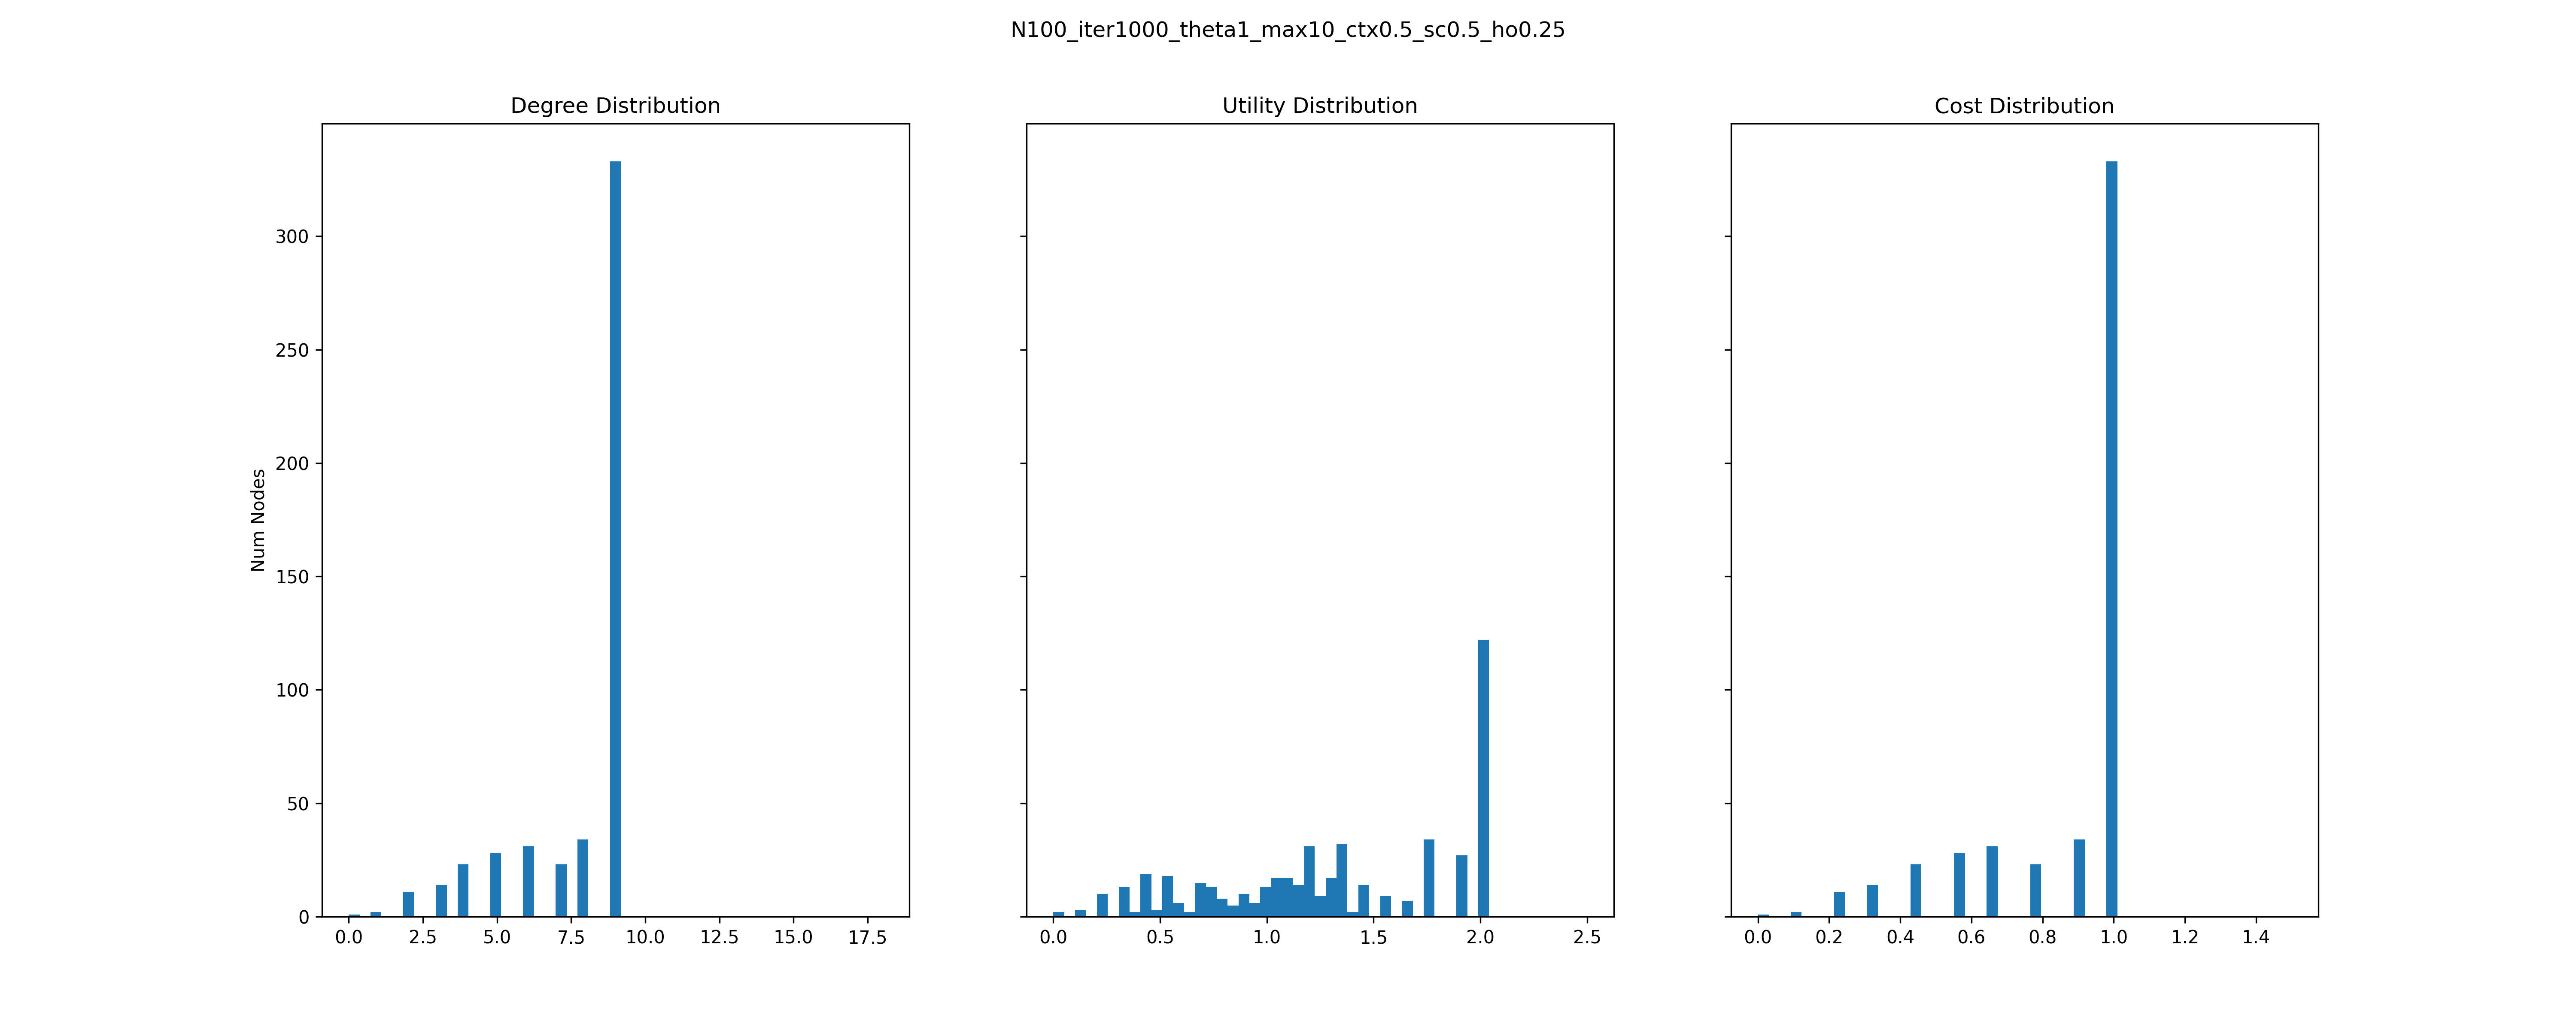 N100_iter1000_theta1_max10_ctx0.5_sc0.5_ho0.25
Degree Distribution
Utility Distribution
Cost Distribution
Num Nodes
300
250
200
150
100
50
0
0.0 2.5 5.0 7.5 10.0 12.5 15.0 17.5
0.0 0.5 1.0 1.5 2.0 2.5
0.0 0.2 0.4 0.6 0.8 1.0 1.2 1.4